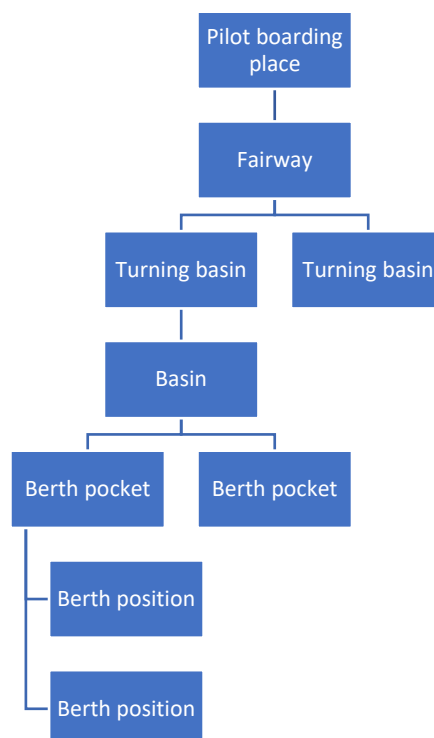 Pilot boarding
place
Fairway
Turning basin
Turning basin
Basin
Berth pocket
Berth pocket
Berth position
Berth position